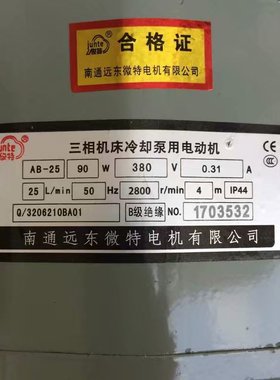 junte
合格证
南通远东微特电机有限公司
三相机床冷却泵用电动机
AB-25 90 W 380 V 0.31 A
25 L/min 50 Hz 2800 r/min 4 m IP44
Q/320621OBA01 B级绝缘 NO. 1703532
南通远东微特电机有限公司